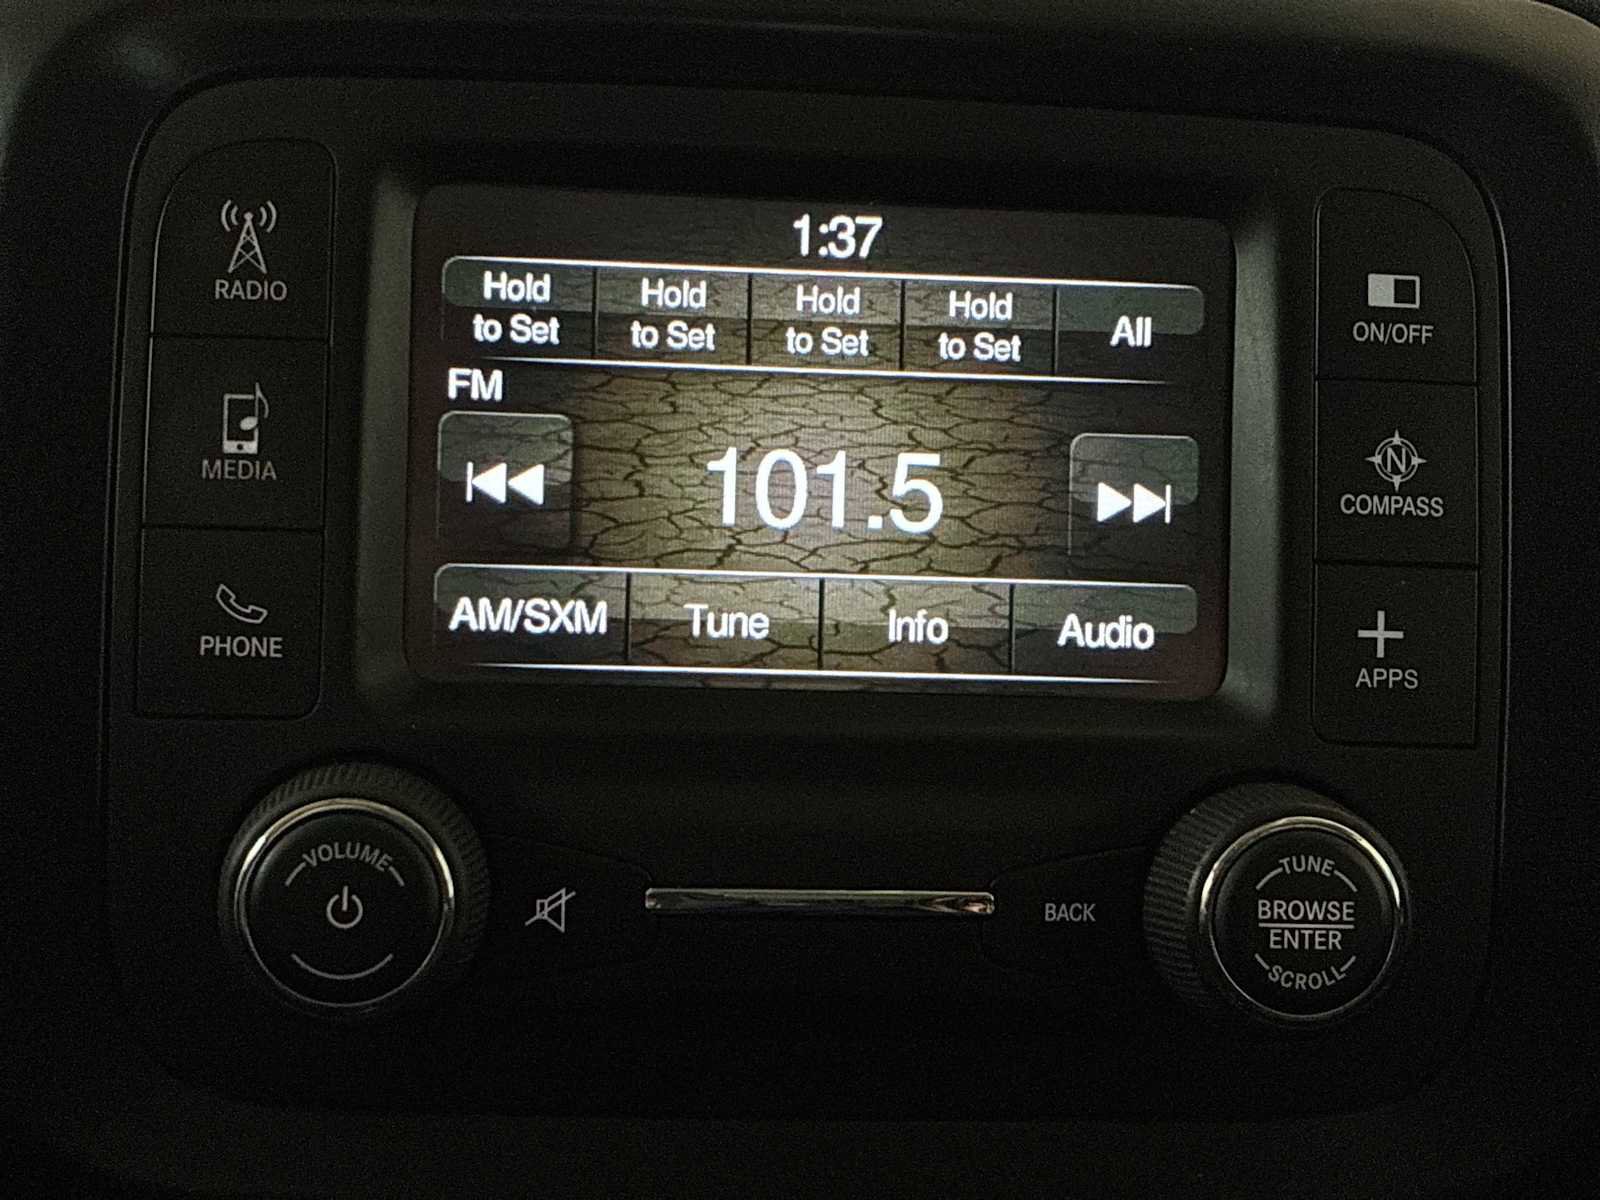 1:37
Hold to Set
Hold to Set
Hold to Set
Hold to Set
All
FM
101.5
AM/SXM
Tune
Info
Audio
RADIO
MEDIA
PHONE
ON/OFF
N
COMPASS
APPS
VOLUME
BACK
TUNE
BROWSE
ENTER
SCROLL